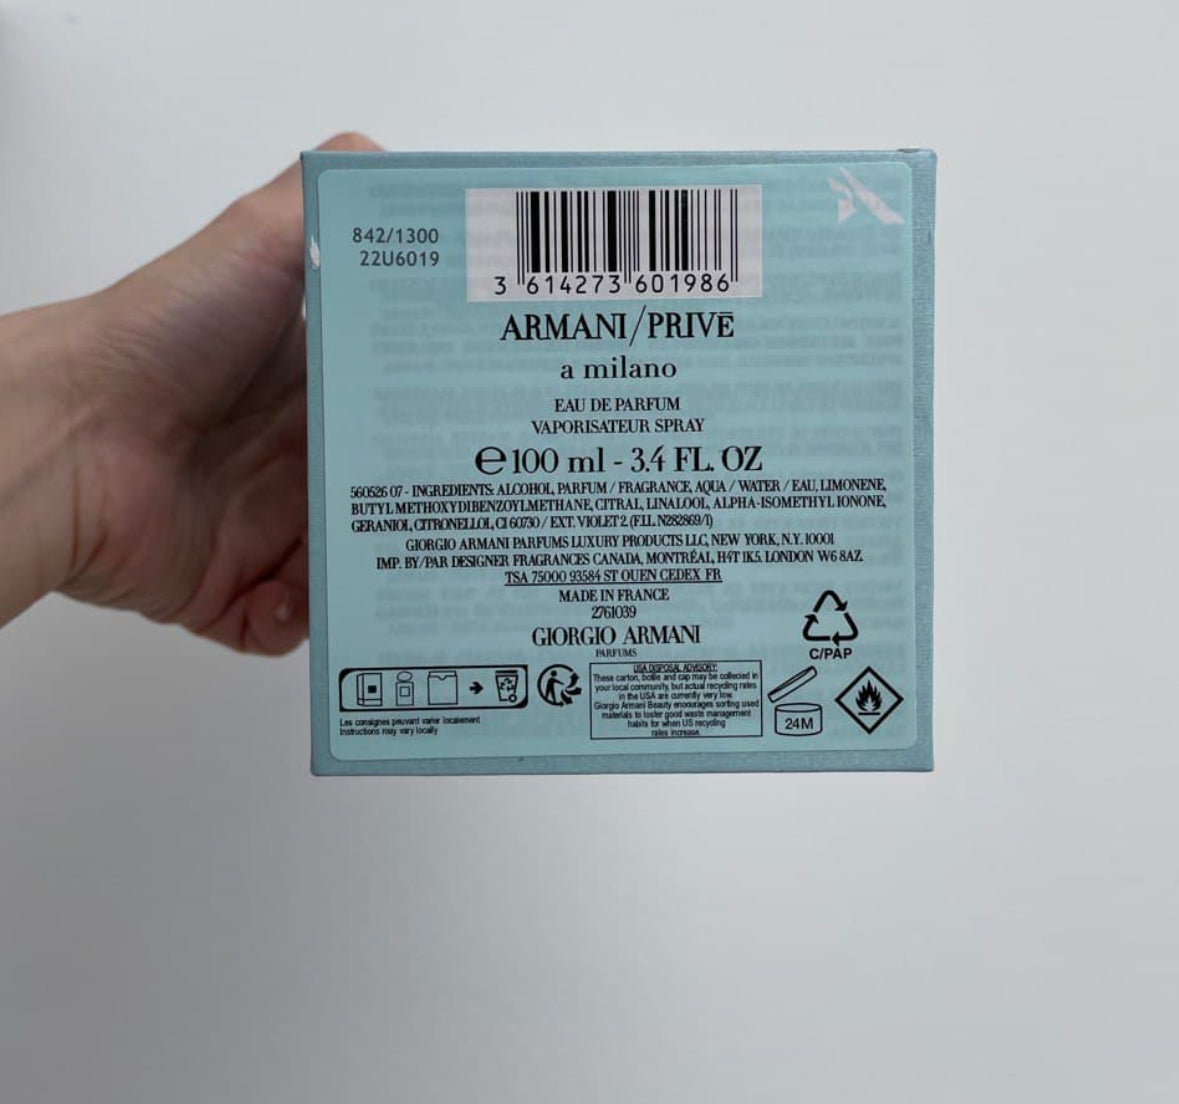 842/1300
22U6019
3 614273 601986
ARMANI/PRIVĒ
a milano
EAU DE PARFUM
VAPORISATEUR SPRAY
℮ 100 ml - 3.4 FL. OZ
560526 07 - INGREDIENTS: ALCOHOL, PARFUM / FRAGRANCE, AQUA / WATER / EAU, LIMONENE,
BUTYL METHOXYDIBENZOYLMETHANE, CITRAL, LINALOOL, ALPHA-ISOMETHYL IONONE,
GERANIOL, CITRONELLOL, CI 60730 / EXT. VIOLET 2 (F.I.L. N282869/1)
GIORGIO ARMANI PARFUMS LUXURY PRODUCTS LLC, NEW YORK, N.Y. 10001
IMP. BY/PAR DESIGNER FRAGRANCES CANADA, MONTRÉAL, H4T 1K5. LONDON W6 8AZ.
TSA 75000 93584 ST OUEN CEDEX FR
MADE IN FRANCE
2761039
GIORGIO ARMANI
PARFUMS
C/PAP
Les consignes peuvent varier localement
Instructions may vary locally
USA DISPOSAL ADVISORY:
These carton, bottle and cap may be collected in
your local community, but actual recycling rates
in the USA are currently very low.
Giorgio Armani Beauty encourages sorting used
materials to foster good waste management
habits for when US recycling
rates increase.
24M